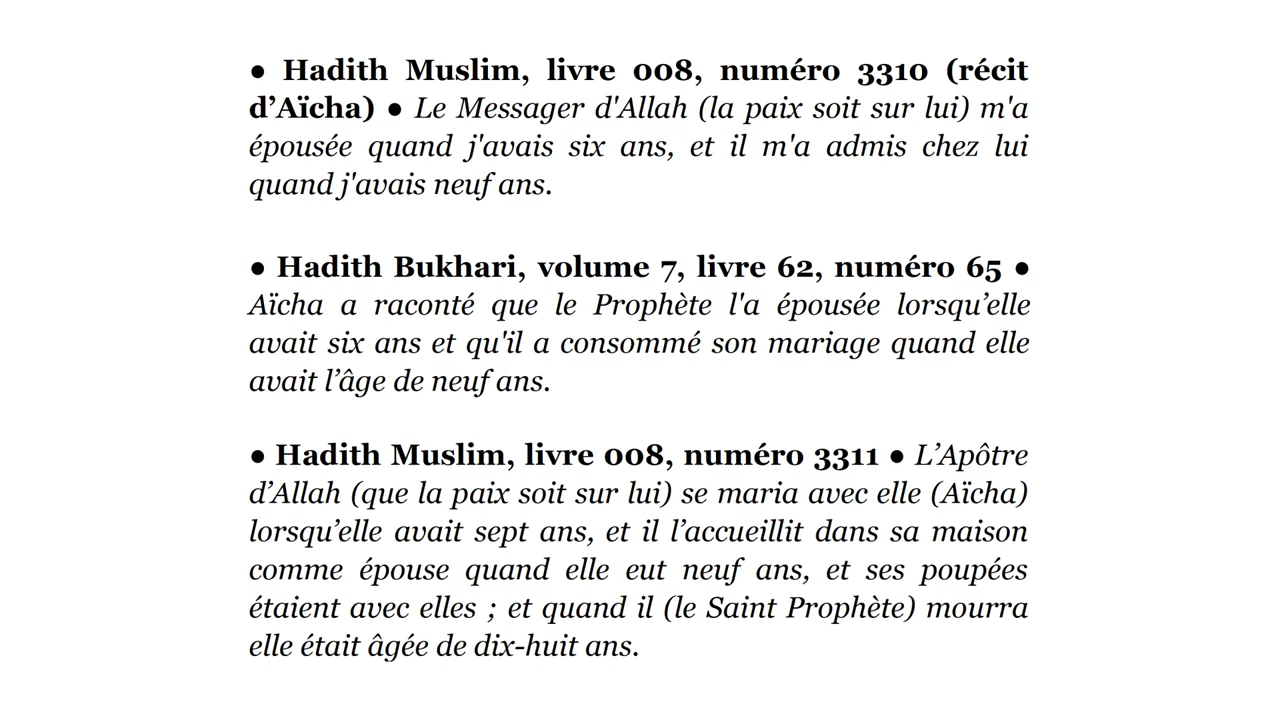 ● Hadith Muslim, livre 008, numéro 3310 (récit
d’Aïcha) ● Le Messager d'Allah (la paix soit sur lui) m'a
épousée quand j'avais six ans, et il m'a admis chez lui
quand j'avais neuf ans.
● Hadith Bukhari, volume 7, livre 62, numéro 65 ●
Aïcha a raconté que le Prophète l'a épousée lorsqu’elle
avait six ans et qu'il a consommé son mariage quand elle
avait l’âge de neuf ans.
● Hadith Muslim, livre 008, numéro 3311 ● L’Apôtre
d’Allah (que la paix soit sur lui) se maria avec elle (Aïcha)
lorsqu’elle avait sept ans, et il l’accueillit dans sa maison
comme épouse quand elle eut neuf ans, et ses poupées
étaient avec elles ; et quand il (le Saint Prophète) mourra
elle était âgée de dix-huit ans.